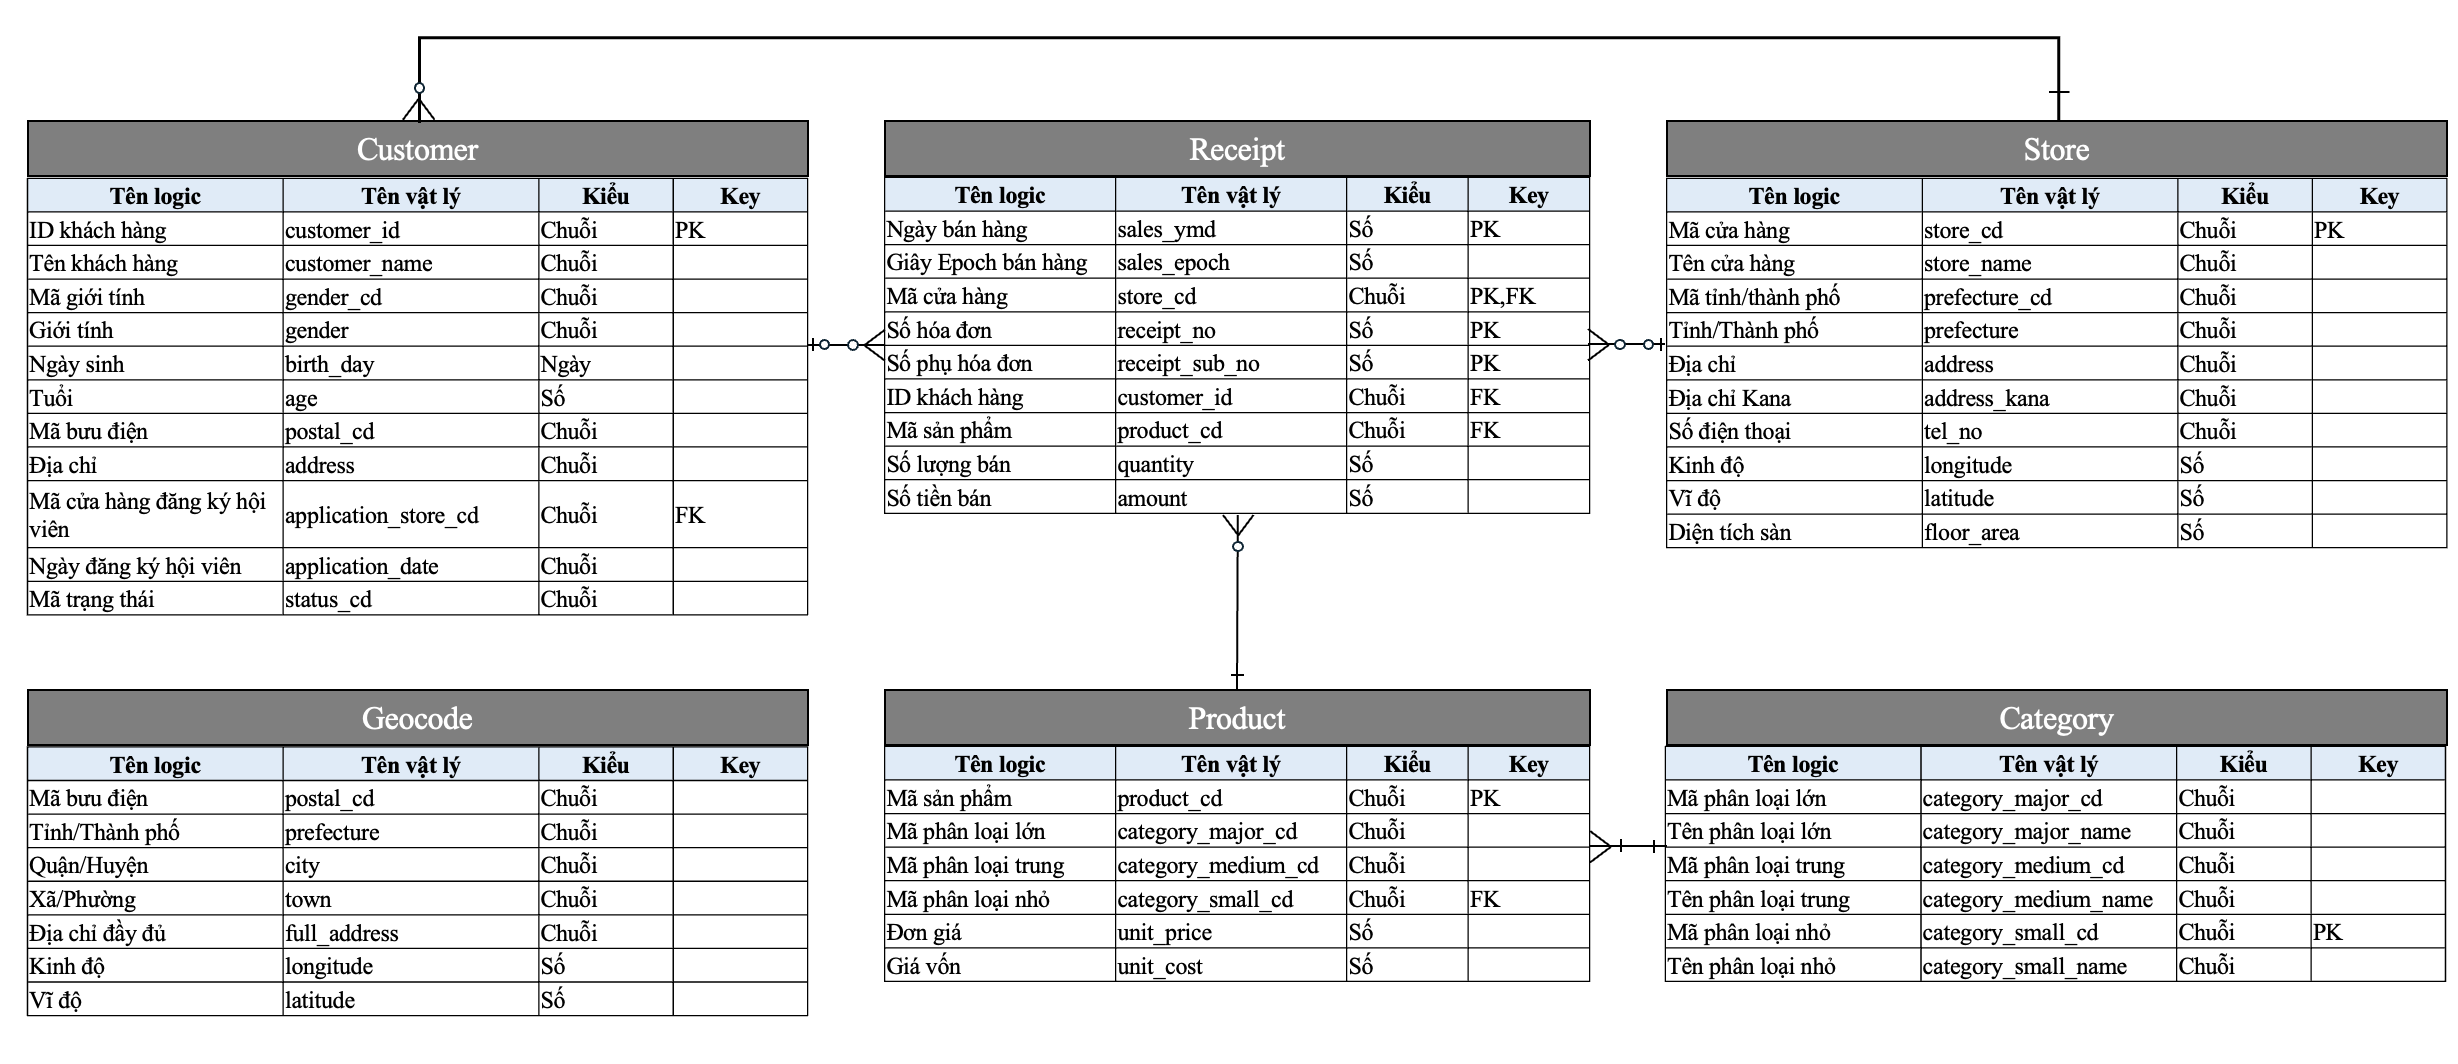 Customer
Tên logic Tên vật lý Kiểu Key
ID khách hàng customer_id Chuỗi PK
Tên khách hàng customer_name Chuỗi
Mã giới tính gender_cd Chuỗi
Giới tính gender Chuỗi
Ngày sinh birth_day Ngày
Tuổi age Số
Mã bưu điện postal_cd Chuỗi
Địa chỉ address Chuỗi
Mã cửa hàng đăng ký hội
viên application_store_cd Chuỗi FK
Ngày đăng ký hội viên application_date Chuỗi
Mã trạng thái status_cd Chuỗi
Receipt
Tên logic Tên vật lý Kiểu Key
Ngày bán hàng sales_ymd Số PK
Giây Epoch bán hàng sales_epoch Số
Mã cửa hàng store_cd Chuỗi PK,FK
Số hóa đơn receipt_no Số PK
Số phụ hóa đơn receipt_sub_no Số PK
ID khách hàng customer_id Chuỗi FK
Mã sản phẩm product_cd Chuỗi FK
Số lượng bán quantity Số
Số tiền bán amount Số
Store
Tên logic Tên vật lý Kiểu Key
Mã cửa hàng store_cd Chuỗi PK
Tên cửa hàng store_name Chuỗi
Mã tỉnh/thành phố prefecture_cd Chuỗi
Tỉnh/Thành phố prefecture Chuỗi
Địa chỉ address Chuỗi
Địa chỉ Kana address_kana Chuỗi
Số điện thoại tel_no Chuỗi
Kinh độ longitude Số
Vĩ độ latitude Số
Diện tích sàn floor_area Số
Geocode
Tên logic Tên vật lý Kiểu Key
Mã bưu điện postal_cd Chuỗi
Tỉnh/Thành phố prefecture Chuỗi
Quận/Huyện city Chuỗi
Xã/Phường town Chuỗi
Địa chỉ đầy đủ full_address Chuỗi
Kinh độ longitude Số
Vĩ độ latitude Số
Product
Tên logic Tên vật lý Kiểu Key
Mã sản phẩm product_cd Chuỗi PK
Mã phân loại lớn category_major_cd Chuỗi
Mã phân loại trung category_medium_cd Chuỗi
Mã phân loại nhỏ category_small_cd Chuỗi FK
Đơn giá unit_price Số
Giá vốn unit_cost Số
Category
Tên logic Tên vật lý Kiểu Key
Mã phân loại lớn category_major_cd Chuỗi
Tên phân loại lớn category_major_name Chuỗi
Mã phân loại trung category_medium_cd Chuỗi
Tên phân loại trung category_medium_name Chuỗi
Mã phân loại nhỏ category_small_cd Chuỗi PK
Tên phân loại nhỏ category_small_name Chuỗi